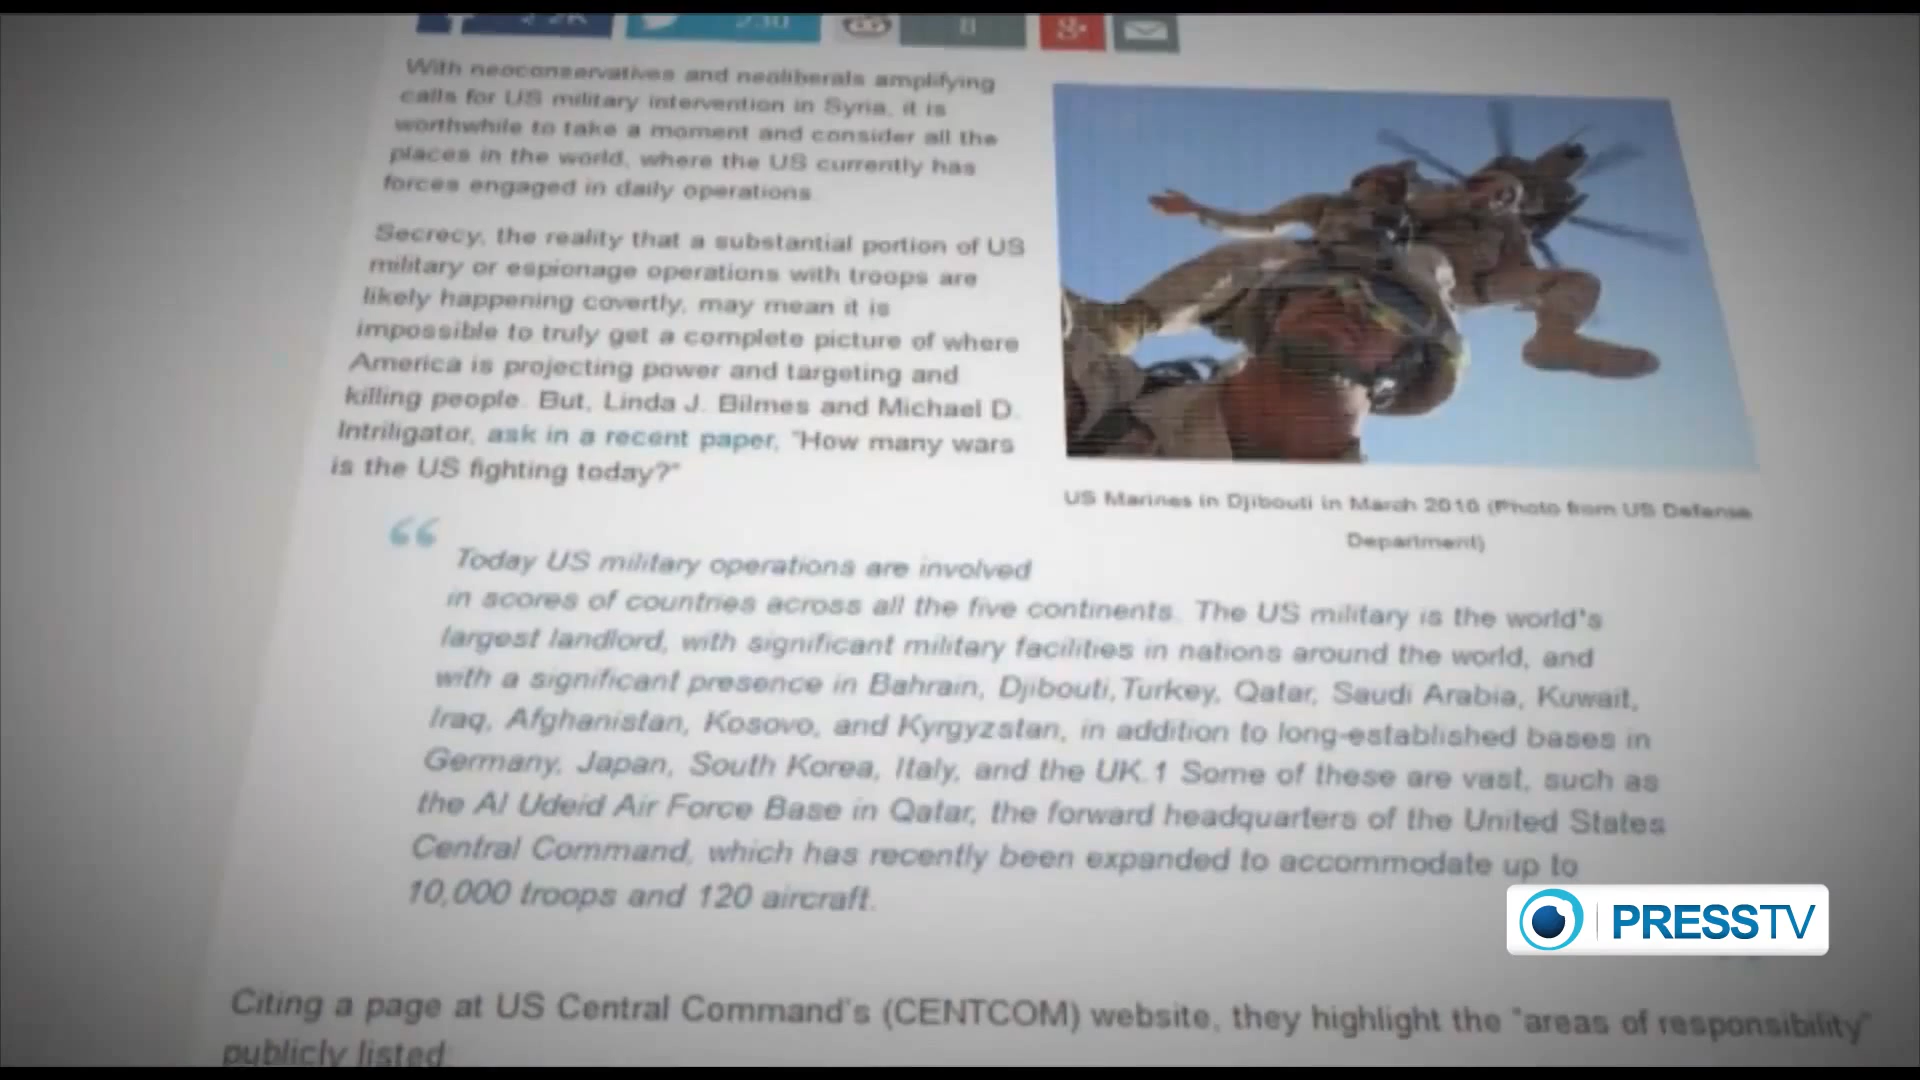 2.2K
230
8
g+
With neoconservatives and neoliberals amplifying
calls for US military intervention in Syria, it is
worthwhile to take a moment and consider all the
places in the world, where the US currently has
forces engaged in daily operations.
Secrecy, the reality that a substantial portion of US
military or espionage operations with troops are
likely happening covertly, may mean it is
impossible to truly get a complete picture of where
America is projecting power and targeting and
killing people. But, Linda J. Bilmes and Michael D.
Intriligator, ask in a recent paper, "How many wars
is the US fighting today?"
US Marines in Djibouti in March 2010 (Photo from US Defense
Department)
“
Today US military operations are involved
in scores of countries across all the five continents. The US military is the world's
largest landlord, with significant military facilities in nations around the world, and
with a significant presence in Bahrain, Djibouti, Turkey, Qatar, Saudi Arabia, Kuwait,
Iraq, Afghanistan, Kosovo, and Kyrgyzstan, in addition to long-established bases in
Germany, Japan, South Korea, Italy, and the UK.1 Some of these are vast, such as
the Al Udeid Air Force Base in Qatar, the forward headquarters of the United States
Central Command, which has recently been expanded to accommodate up to
10,000 troops and 120 aircraft.
PRESSTV
Citing a page at US Central Command's (CENTCOM) website, they highlight the "areas of responsibility"
publicly listed